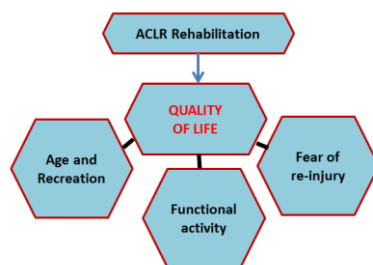 ACLR Rehabilitation
QUALITY
OF LIFE
Age and
Recreation
Fear of
re-injury
Functional
activity